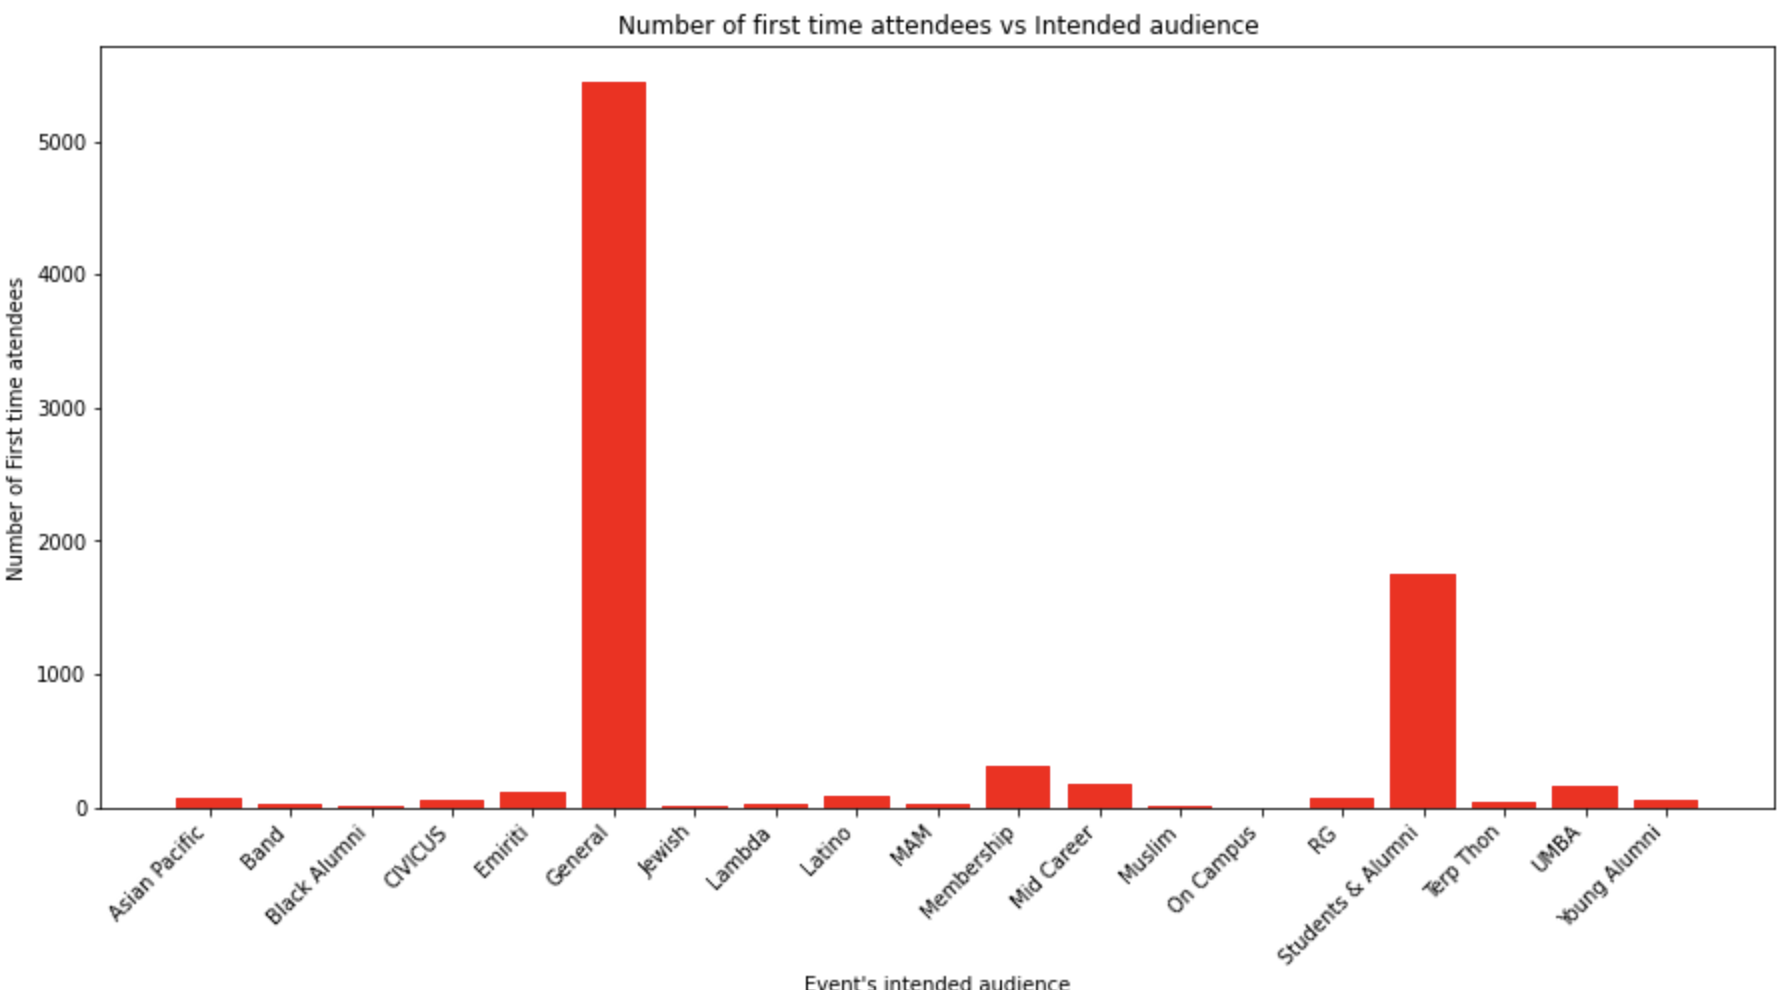 Number of first time attendees vs Intended audience
Number of First time atendees
5000
4000
3000
2000
1000
0
Asian Pacific
Band
Black Alumni
CIVICUS
Emiriti
General
Jewish
Lambda
Latino
MAM
Membership
Mid Career
Muslim
On Campus
RG
Students & Alumni
Terp Thon
UMBA
Young Alumni
Event's intended audience